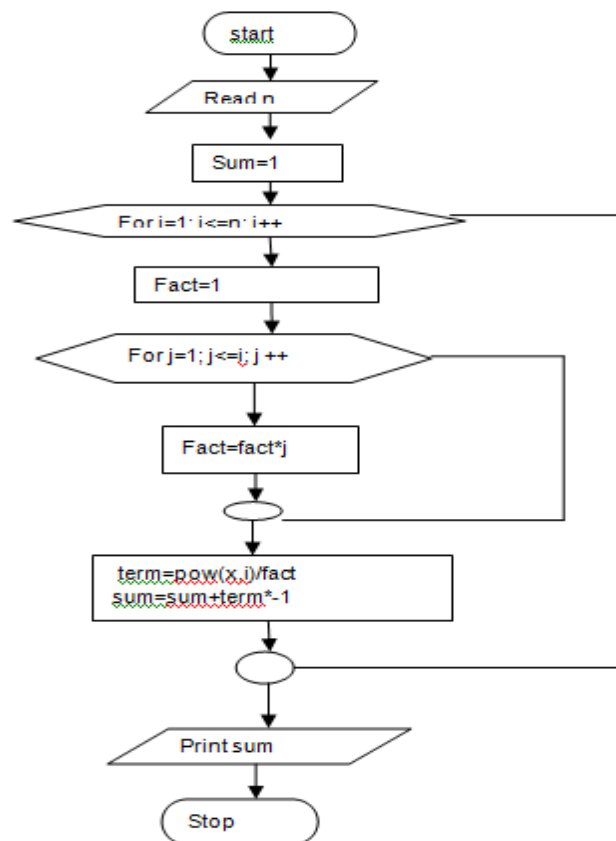 start
Read n
Sum=1
For i=1; i<=n; i++
Fact=1
For j=1; j<=i; j ++
Fact=fact*j
term=pow(x,i)/fact
sum=sum+term*-1
Print sum
Stop